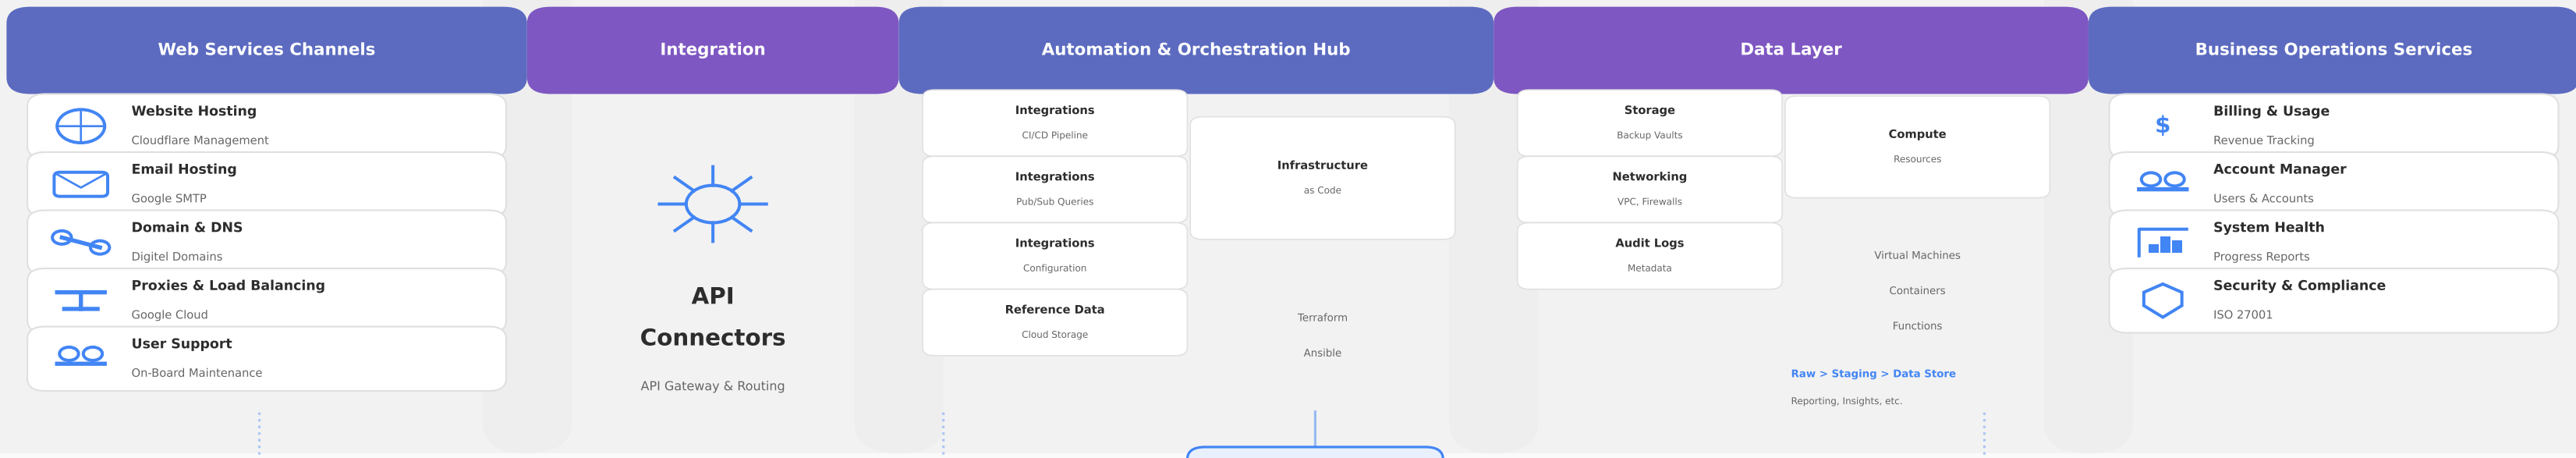 Web Services Channels
Website Hosting
Cloudflare Management
Email Hosting
Google SMTP
Domain & DNS
Digitel Domains
Proxies & Load Balancing
Google Cloud
User Support
On-Board Maintenance
Integration
API
Connectors
API Gateway & Routing
Automation & Orchestration Hub
Integrations
CI/CD Pipeline
Integrations
Pub/Sub Queries
Integrations
Configuration
Reference Data
Cloud Storage
Infrastructure
as Code
Terraform
Ansible
Data Layer
Storage
Backup Vaults
Networking
VPC, Firewalls
Audit Logs
Metadata
Compute
Resources
Virtual Machines
Containers
Functions
Raw > Staging > Data Store
Reporting, Insights, etc.
Business Operations Services
$
Billing & Usage
Revenue Tracking
Account Manager
Users & Accounts
System Health
Progress Reports
Security & Compliance
ISO 27001